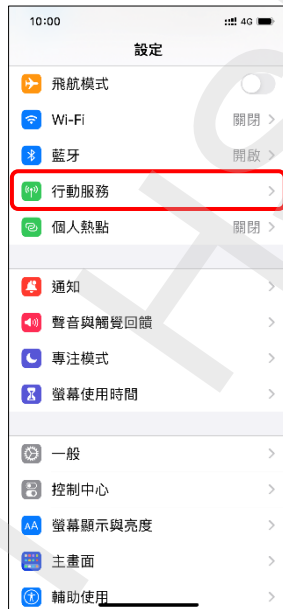 10:00 4G
設定
飛航模式
Wi-Fi 關閉
藍牙 開啟
行動服務
個人熱點 關閉
通知
聲音與觸覺回饋
專注模式
螢幕使用時間
一般
控制中心
AA 螢幕顯示與亮度
主畫面
輔助使用